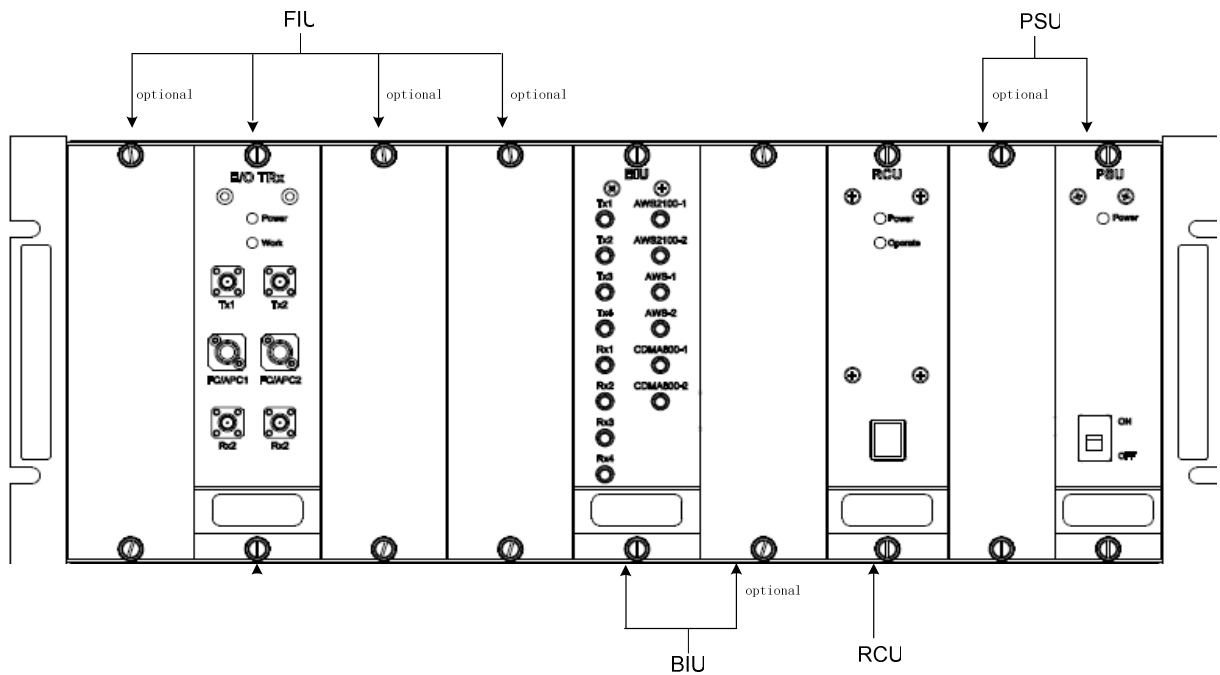 FIU
PSU
optional
optional
optional
optional
E/O TRx
BIU
RCU
PSU
Power
Work
Tx1 Tx2
FC/APC1 FC/APC2
Rx2 Rx2
Tx1 AWS2100-1
Tx2 AWS2100-2
Tx3 AWS-1
Tx4 AWS-2
Rx1 CDMA800-1
Rx2 CDMA800-2
Rx3
Rx4
Power
Operate
Power
ON
OFF
optional
BIU
RCU